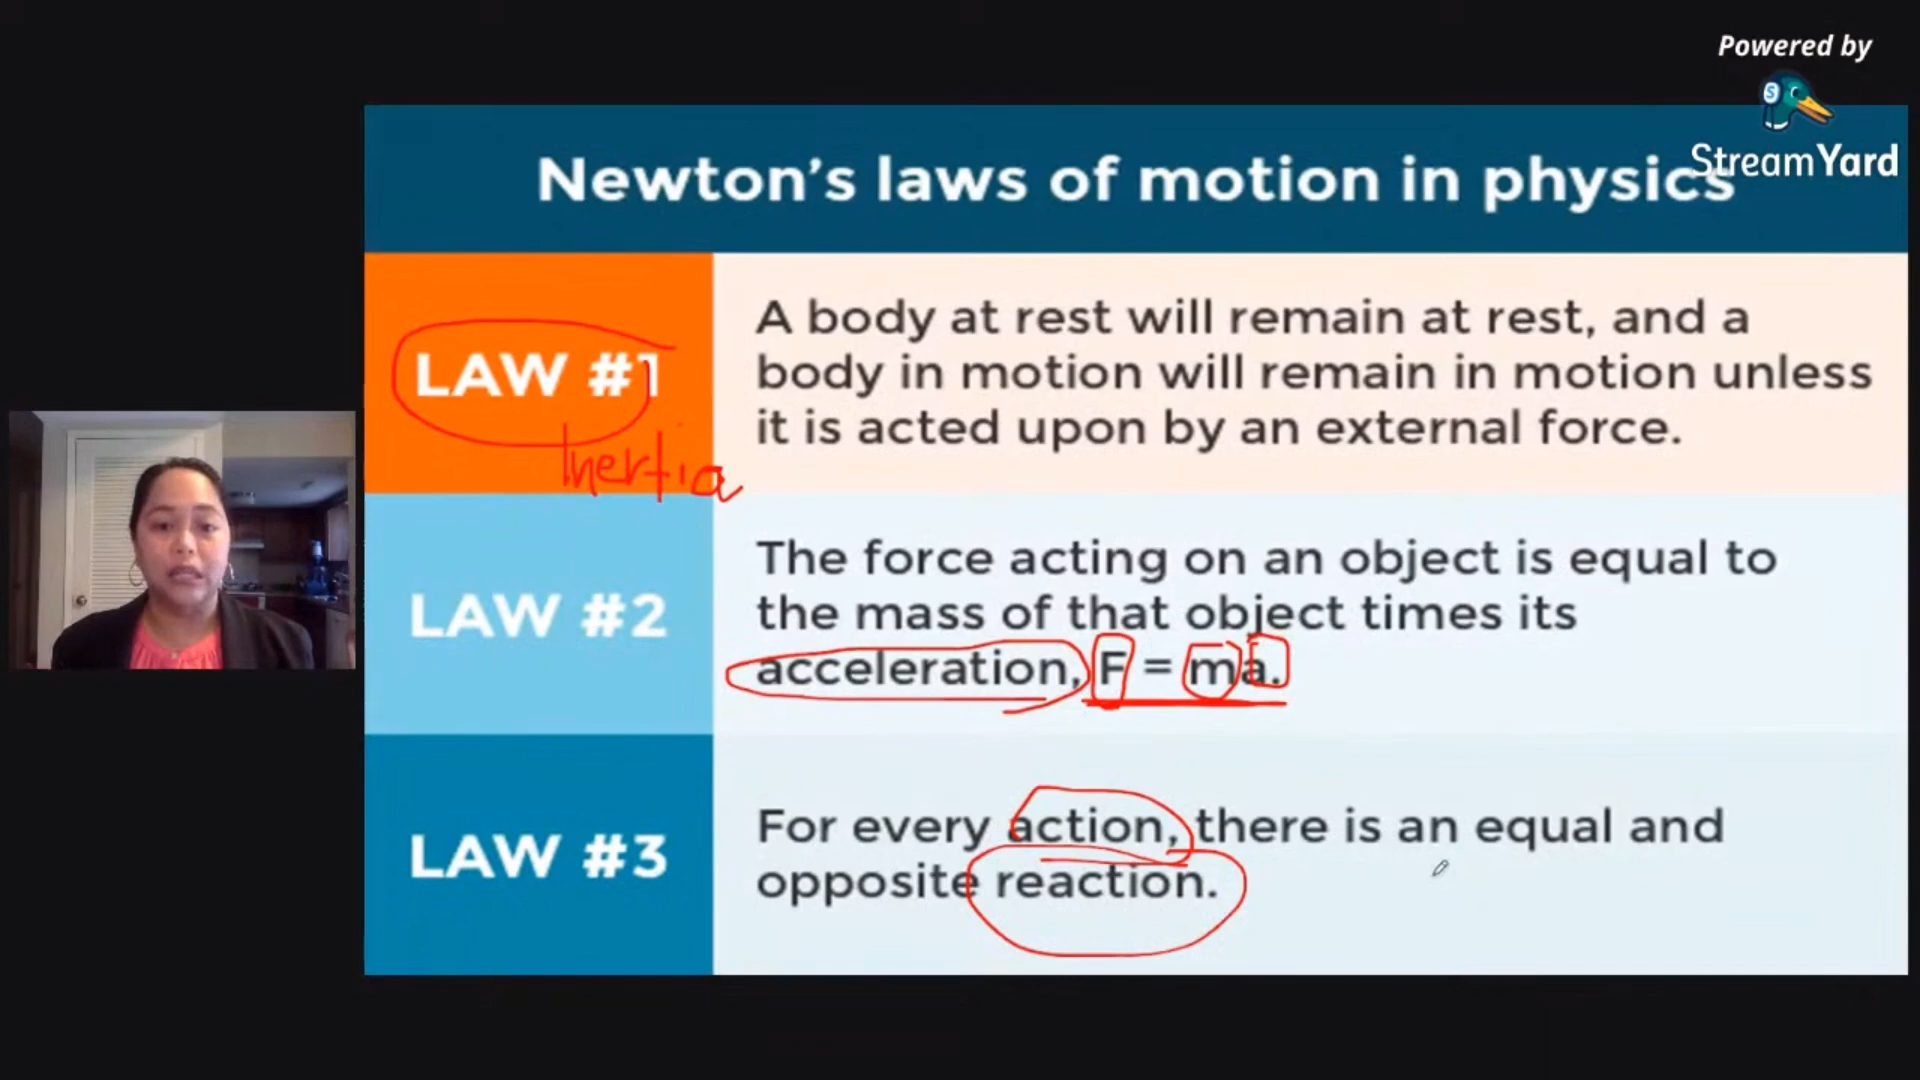 Powered by
StreamYard
Newton's laws of motion in physics
LAW #1
Inertia
A body at rest will remain at rest, and a
body in motion will remain in motion unless
it is acted upon by an external force.
LAW #2
The force acting on an object is equal to
the mass of that object times its
acceleration, F = ma.
LAW #3
For every action, there is an equal and
opposite reaction.